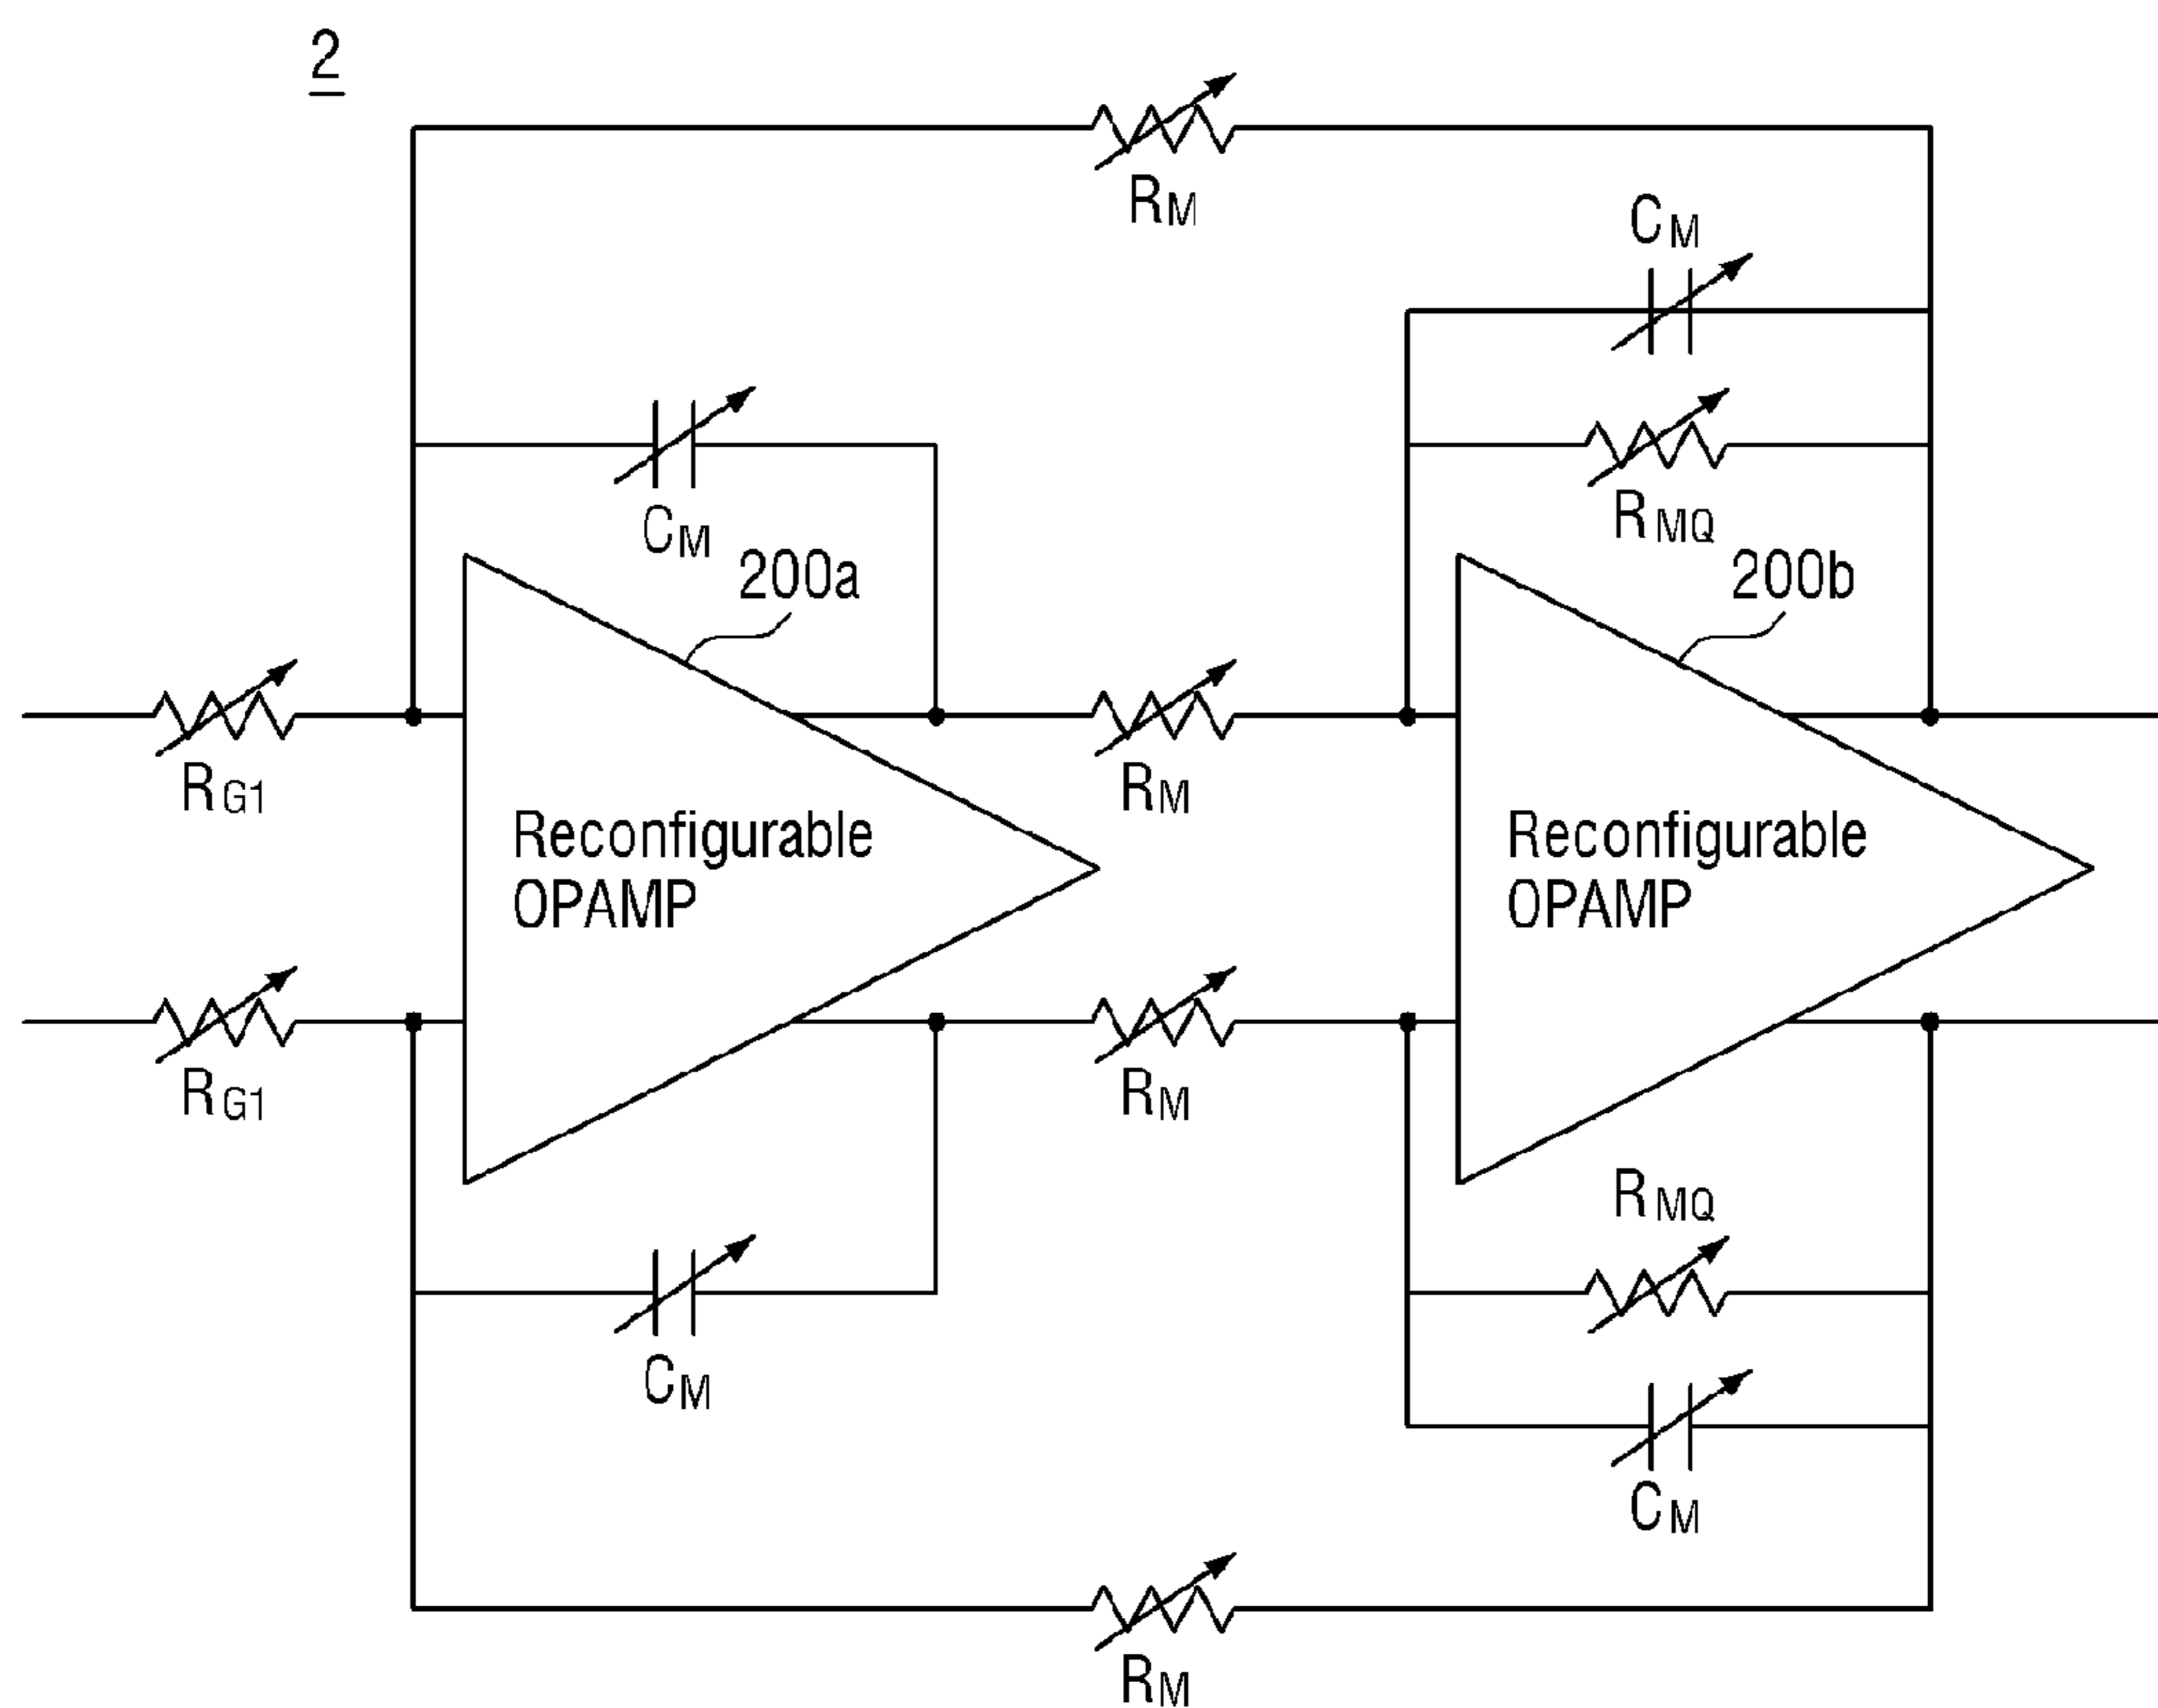 2
RM
CM
CM
RMQ
200a
200b
RG1
RM
Reconfigurable
OPAMP
Reconfigurable
OPAMP
RG1
RM
RMQ
CM
CM
RM